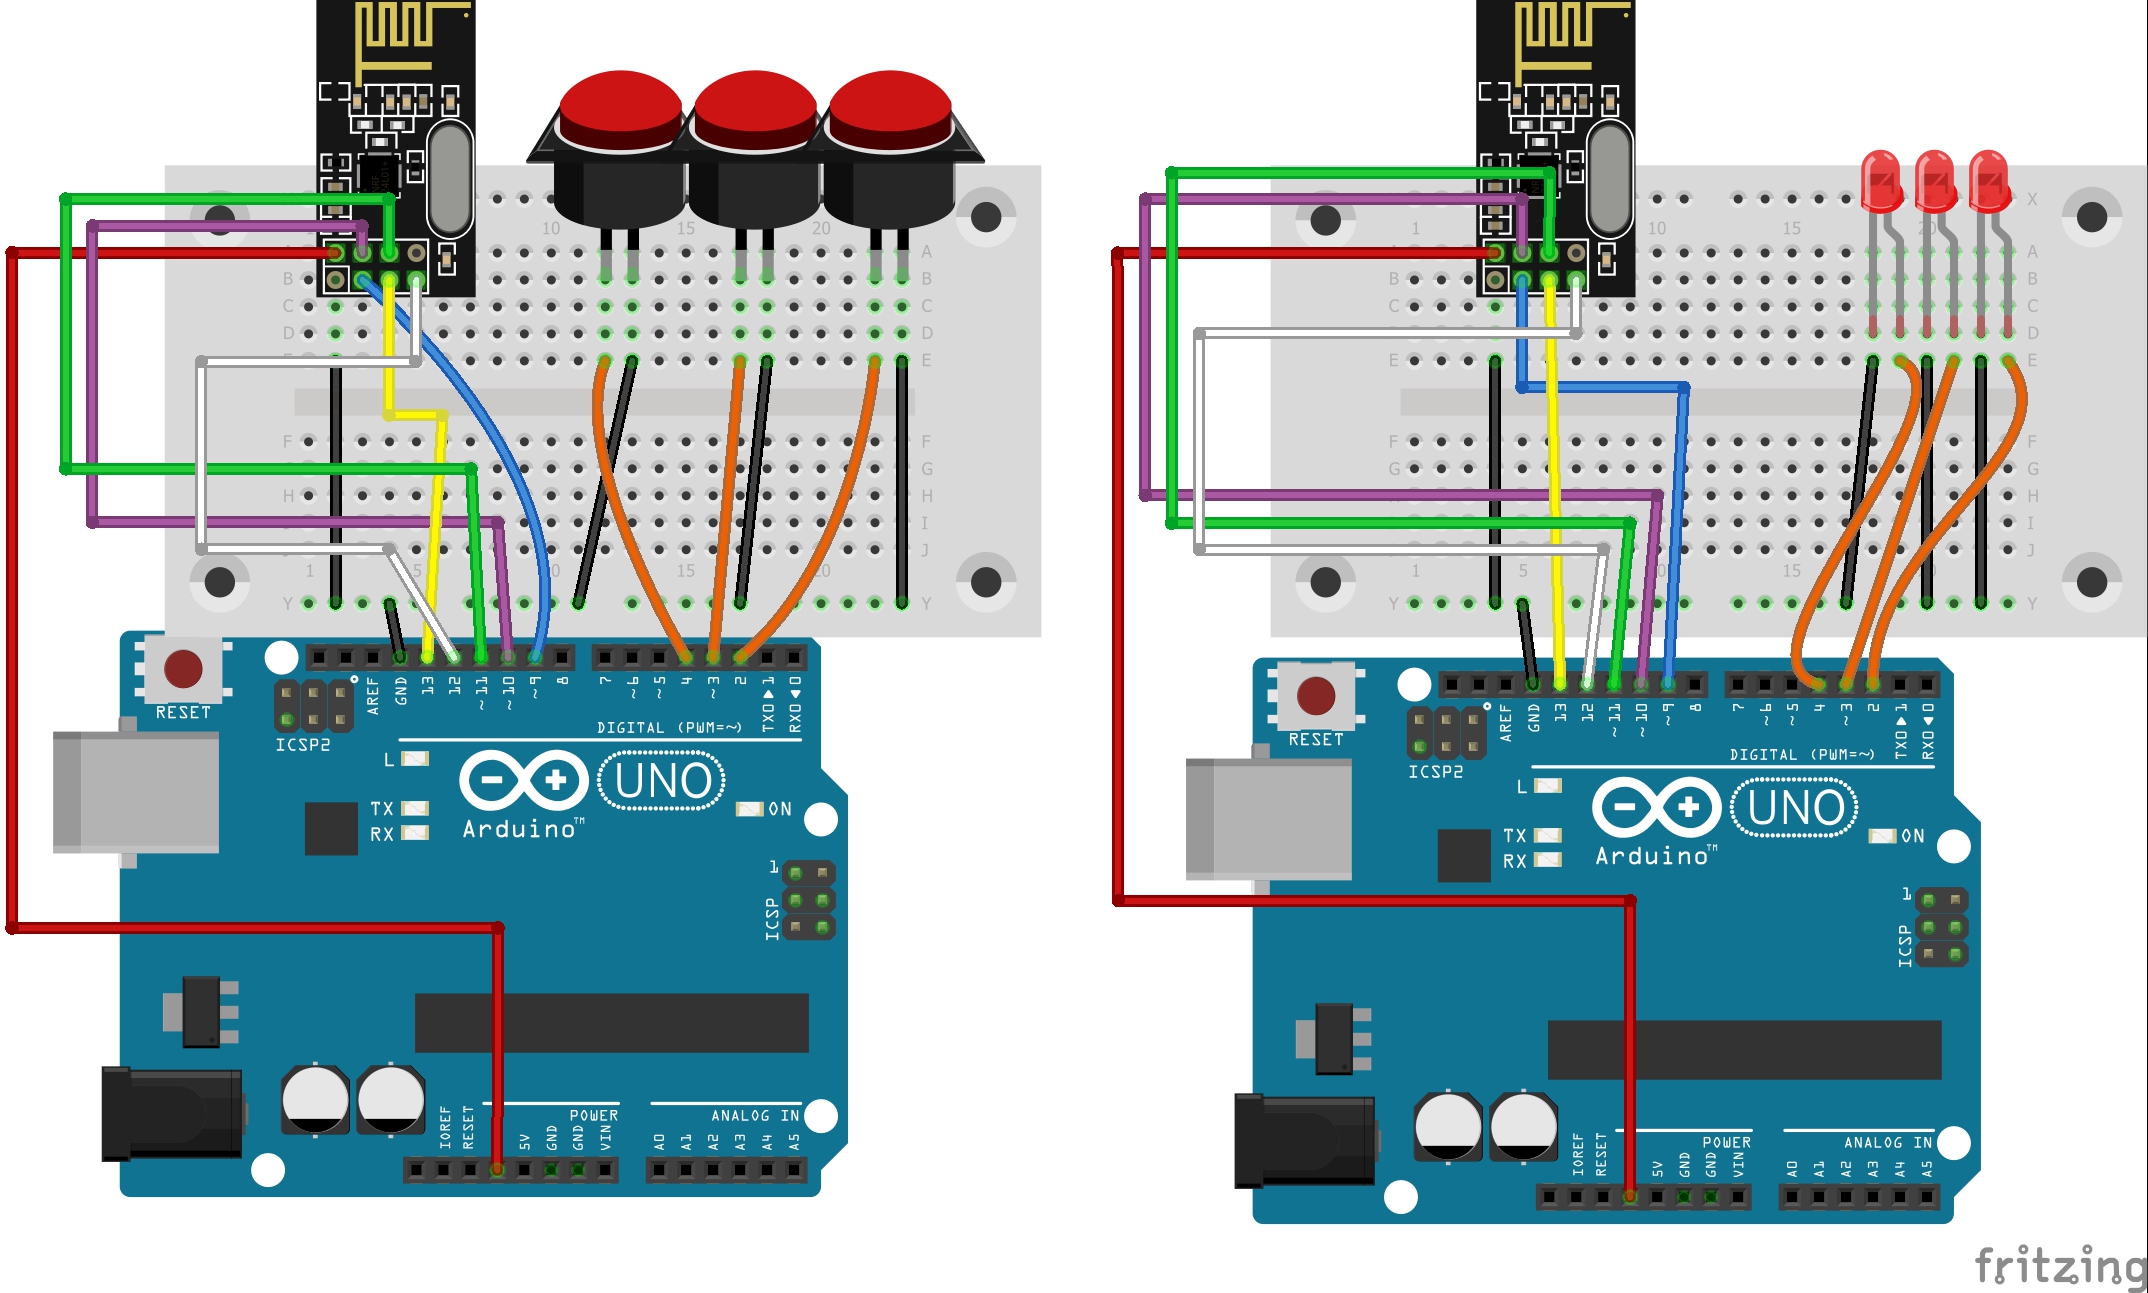 10 15 20
A
B B
C C
D D
E
F F
G
H H
I
J
1 5 15 20
Y Y
RESET
ICSP2
AREF
GND
13
12
~11
~10
~9
8
7
~6
~5
4
~3
2
TX0▶1
RX0◀0
DIGITAL (PWM=~)
L
TX
RX
UNO
Arduino™
ON
1
ICSP
IOREF
RESET
5V
GND
GND
VIN
POWER
ANALOG IN
A0
A1
A2
A3
A4
A5
X
1 10 15 20
A
B B
C C
D D
E E
F F
G G
H
I
J
5 10 15
Y Y
RESET
ICSP2
AREF
GND
13
12
~11
~10
~9
8
7
~6
~5
4
~3
2
TX0▶1
RX0◀0
DIGITAL (PWM=~)
L
TX
RX
UNO
Arduino™
ON
1
ICSP
IOREF
RESET
5V
GND
GND
VIN
POWER
ANALOG IN
A0
A1
A2
A3
A4
A5
fritzing